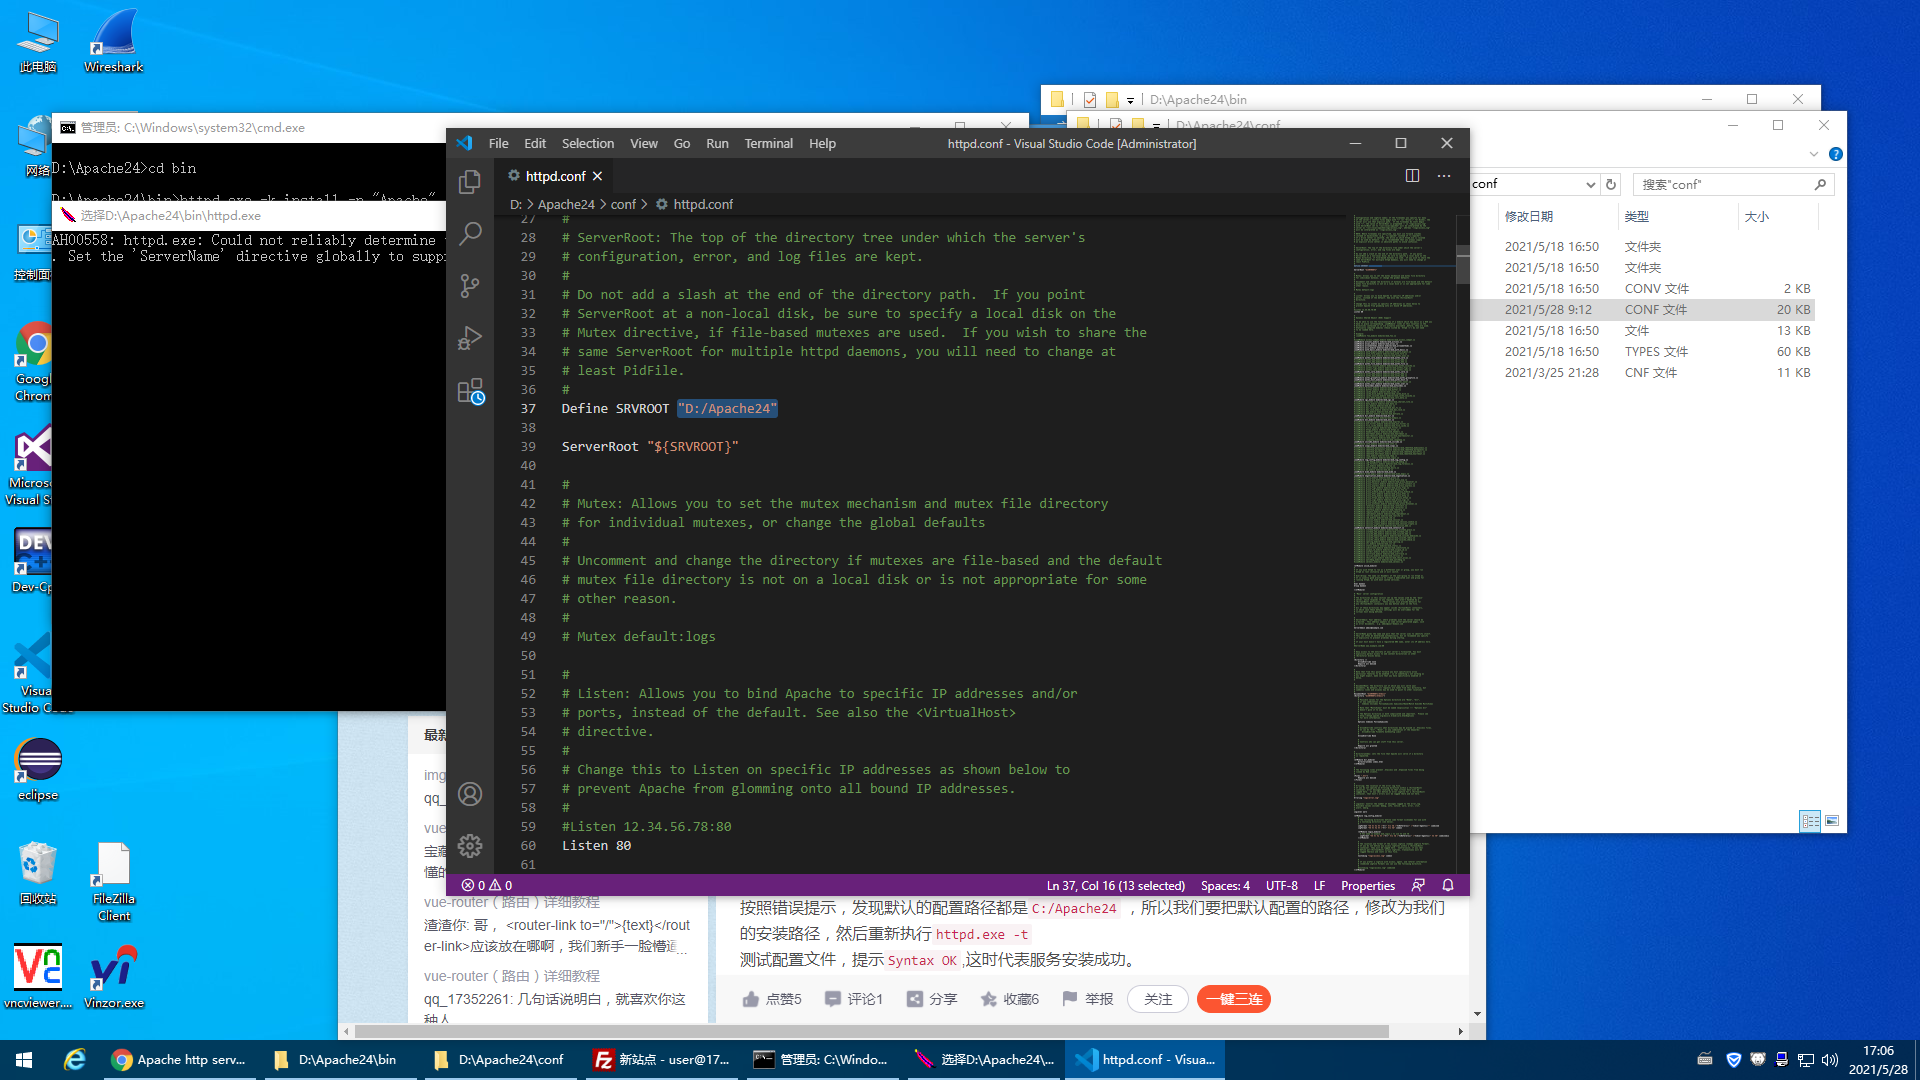 此电脑
Wireshark
网络
控制面
Googl
Chrom
Micros
Visual St
DEV
C++
Dev-Cp
Visua
Studio Code
eclipse
回收站
FileZilla
Client
vncviewer....
Vinzor.exe
管理员: C:\Windows\system32\cmd.exe
D:\Apache24>cd bin
D:\Apache24\bin>httpd.exe -k install -n "Apache"
选择D:\Apache24\bin\httpd.exe
AH00558: httpd.exe: Could not reliably determine
. Set the 'ServerName' directive globally to supp
File Edit Selection View Go Run Terminal Help
httpd.conf - Visual Studio Code [Administrator]
httpd.conf
D: > Apache24 > conf > httpd.conf
27 #
28 # ServerRoot: The top of the directory tree under which the server's
29 # configuration, error, and log files are kept.
30 #
31 # Do not add a slash at the end of the directory path.  If you point
32 # ServerRoot at a non-local disk, be sure to specify a local disk on the
33 # Mutex directive, if file-based mutexes are used.  If you wish to share the
34 # same ServerRoot for multiple httpd daemons, you will need to change at
35 # least PidFile.
36 #
37 Define SRVROOT "D:/Apache24"
38
39 ServerRoot "${SRVROOT}"
40
41 #
42 # Mutex: Allows you to set the mutex mechanism and mutex file directory
43 # for individual mutexes, or change the global defaults
44 #
45 # Uncomment and change the directory if mutexes are file-based and the default
46 # mutex file directory is not on a local disk or is not appropriate for some
47 # other reason.
48 #
49 # Mutex default:logs
50
51 #
52 # Listen: Allows you to bind Apache to specific IP addresses and/or
53 # ports, instead of the default. See also the <VirtualHost>
54 # directive.
55 #
56 # Change this to Listen on specific IP addresses as shown below to
57 # prevent Apache from glomming onto all bound IP addresses.
58 #
59 #Listen 12.34.56.78:80
60 Listen 80
61
0 0
Ln 37, Col 16 (13 selected) Spaces: 4 UTF-8 LF Properties
D:\Apache24\bin
D:\Apache24\conf
conf
搜索"conf"
修改日期 类型 大小
2021/5/18 16:50 文件夹
2021/5/18 16:50 文件夹
2021/5/18 16:50 CONV 文件 2 KB
2021/5/28 9:12 CONF 文件 20 KB
2021/5/18 16:50 文件 13 KB
2021/5/18 16:50 TYPES 文件 60 KB
2021/3/25 21:28 CNF 文件 11 KB
最新
img
qq_
vue
宝藏
懂的
vue-router（路由）详细教程
渣渣你: 哥， <router-link to="/">{text}</rout
er-link>应该放在哪啊，我们新手一脸懵逼
...
vue-router（路由）详细教程
qq_17352261: 几句话说明白，就喜欢你这
种人
按照错误提示，发现默认的配置路径都是 C:/Apache24 ，所以我们要把默认配置的路径，修改为我们
的安装路径，然后重新执行 httpd.exe -t
测试配置文件，提示 Syntax OK ,这时代表服务安装成功。
点赞5 评论1 分享 收藏6 举报 关注 一键三连
Apache http serv...
D:\Apache24\bin
D:\Apache24\conf
新站点 - user@17...
管理员: C:\Windo...
选择D:\Apache24\...
httpd.conf - Visua...
17:06
2021/5/28